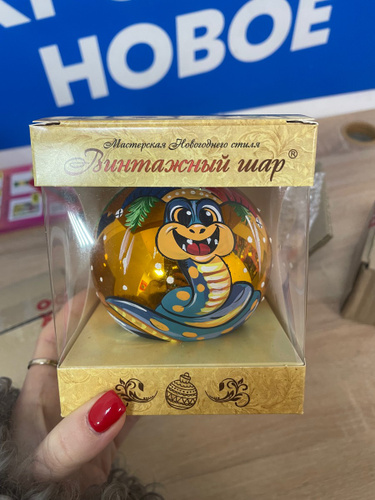 НОВОЕ
Мастерская Новогоднего стиля
Винтажный шар®